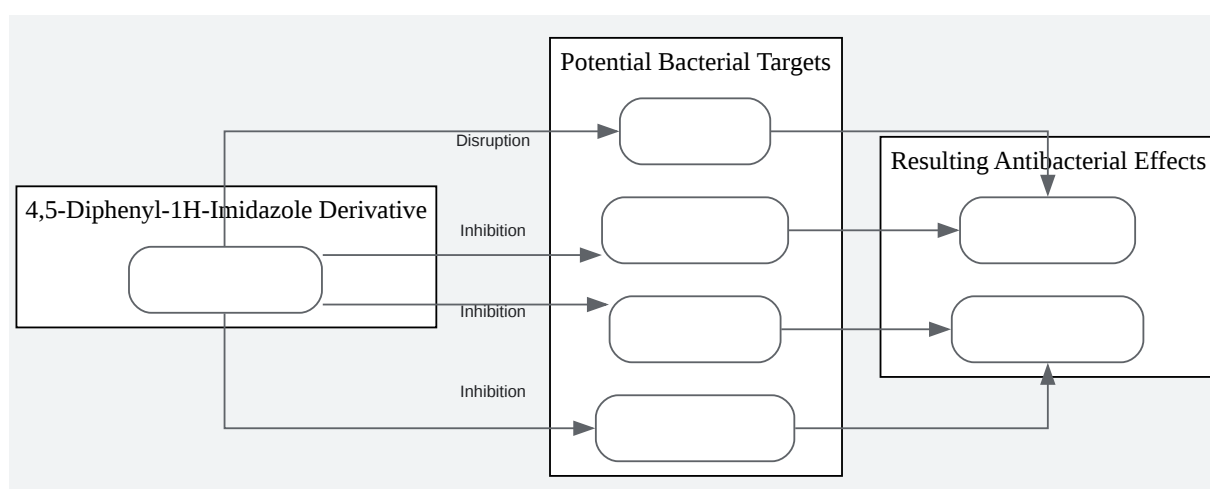 Potential Bacterial Targets
Disruption
Resulting Antibacterial Effects
4,5-Diphenyl-1H-Imidazole Derivative
Inhibition
Inhibition
Inhibition